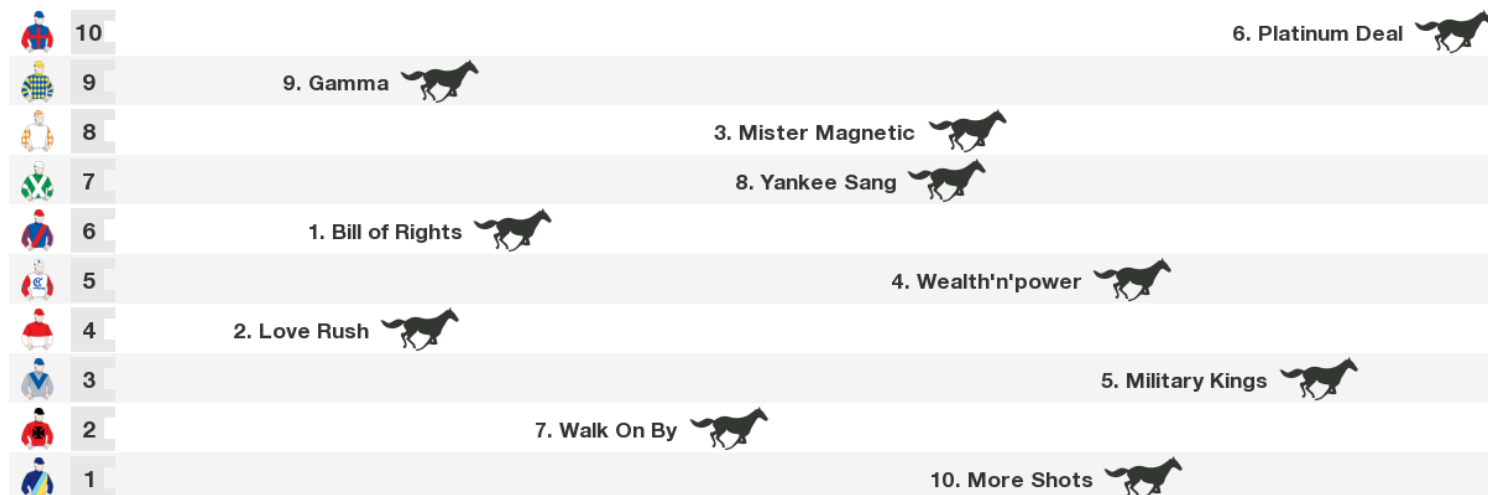 10 6. Platinum Deal
9 9. Gamma
8 3. Mister Magnetic
7 8. Yankee Sang
6 1. Bill of Rights
5 4. Wealth'n'power
4 2. Love Rush
3 5. Military Kings
2 7. Walk On By
1 10. More Shots